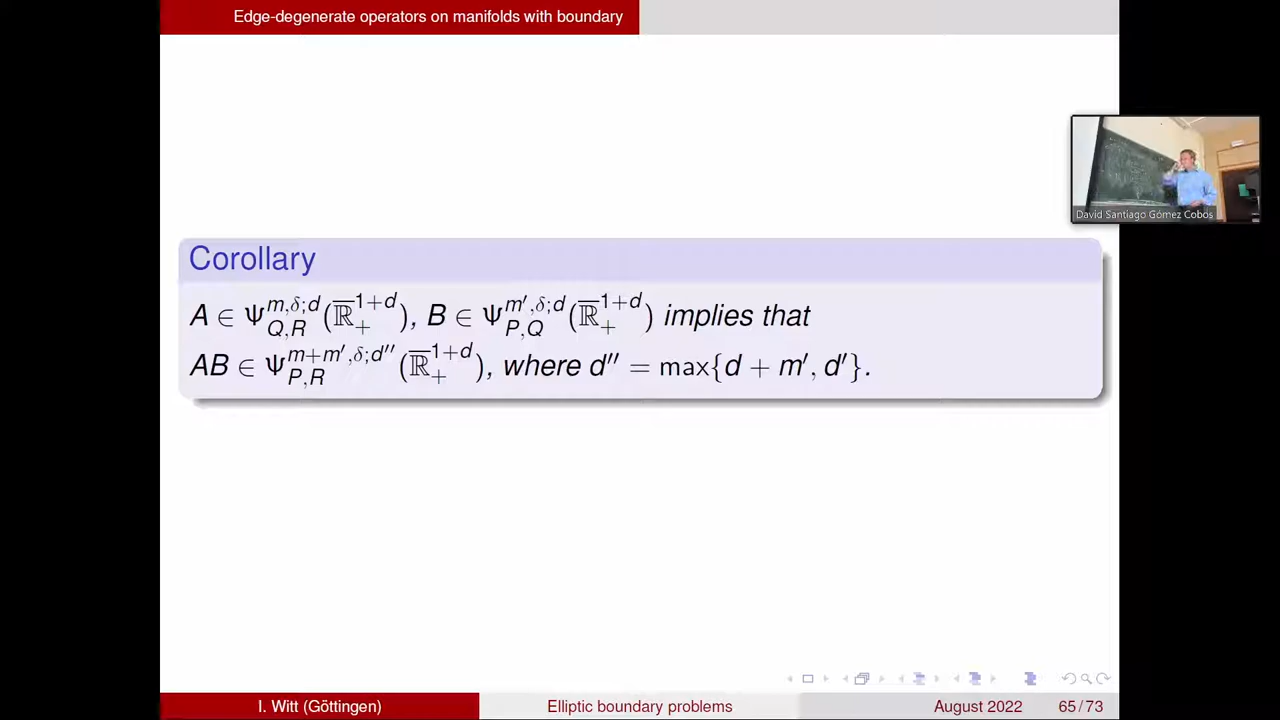 Edge-degenerate operators on manifolds with boundary
David Santiago Gómez Cobos
Corollary
A ∈ Ψ^{m,δ;d}_{Q,R}(ℝ̅^{1+d}_+), B ∈ Ψ^{m′,δ;d}_{P,Q}(ℝ̅^{1+d}_+) implies that
AB ∈ Ψ^{m+m′,δ;d″}_{P,R}(ℝ̅^{1+d}_+), where d″ = max{d + m′, d′}.
I. Witt (Göttingen) Elliptic boundary problems August 2022 65/73